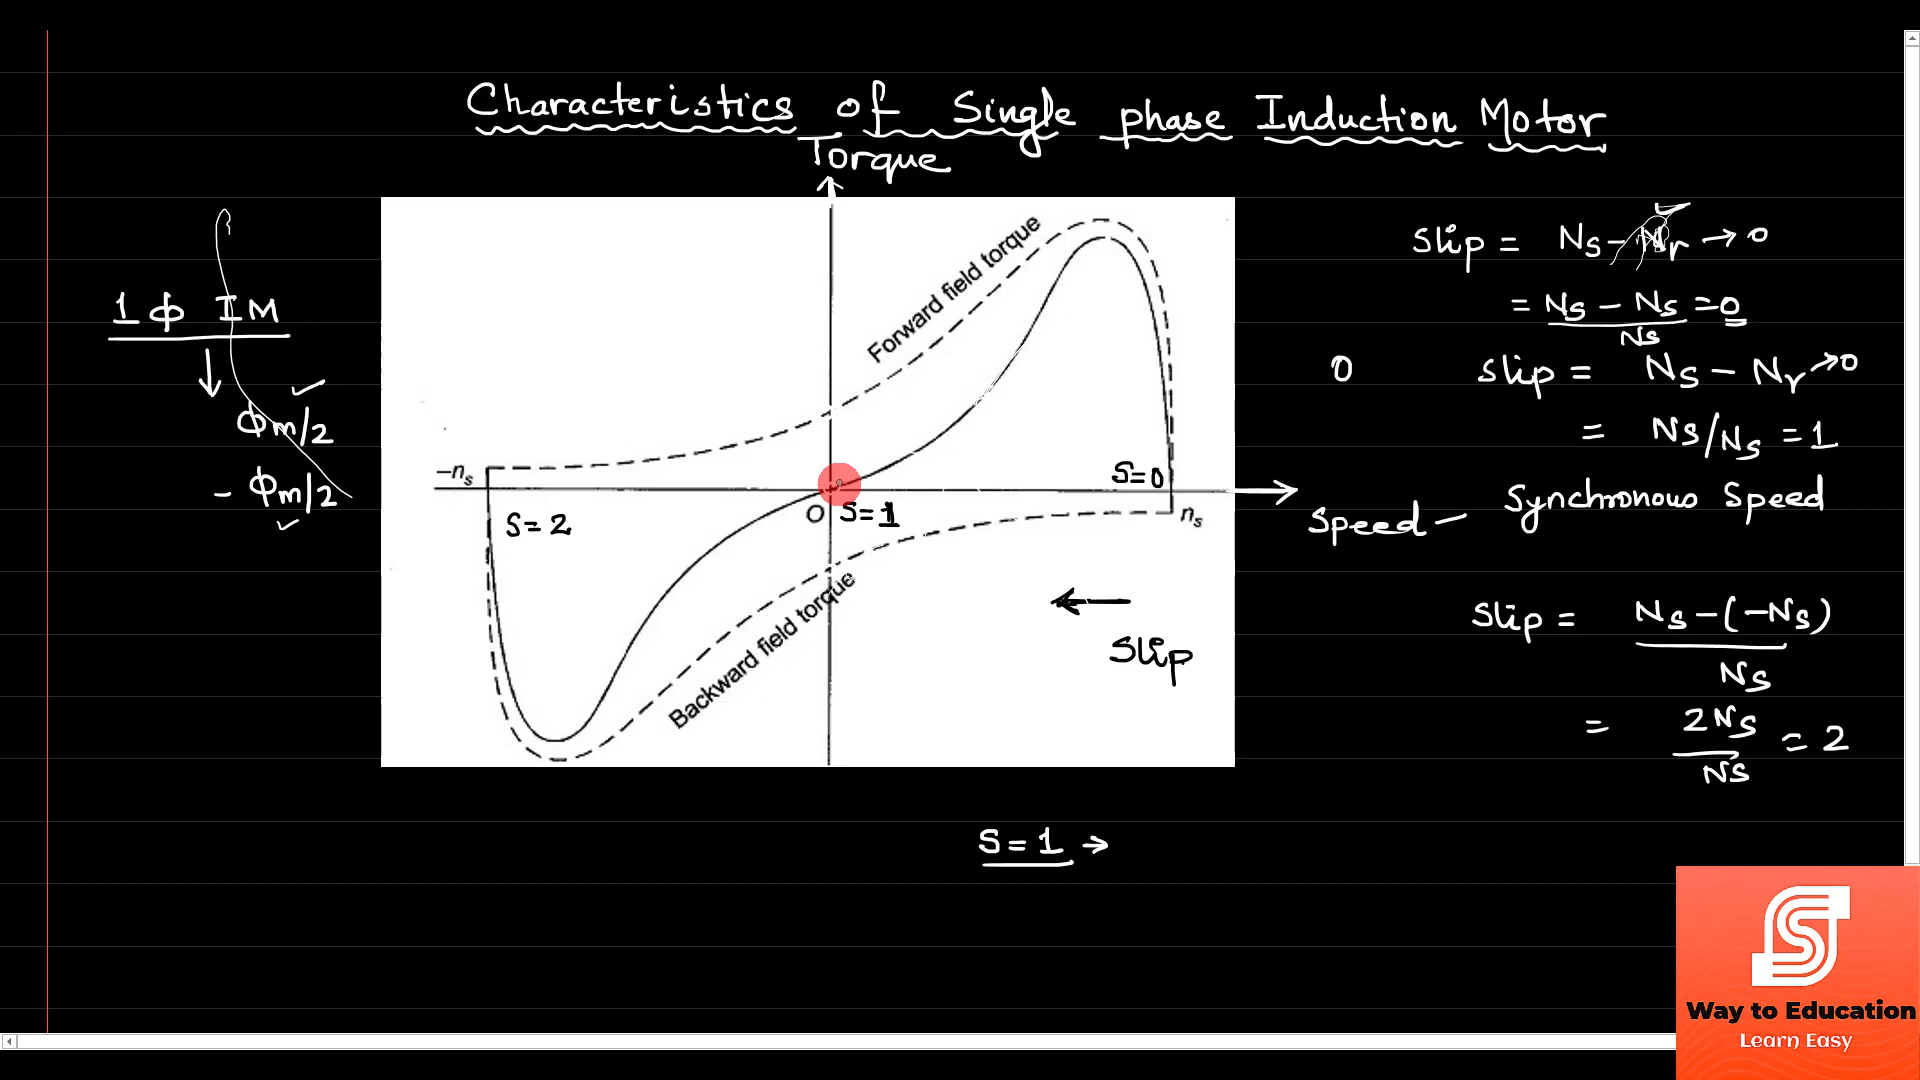 Characteristics of Single phase Induction Motor
Torque
1 ϕ IM
ϕm/2
- ϕm/2
Forward field torque
Backward field torque
-ns
S=2
O
S=1
S=0
ns
Slip
S=1 →
Slip = Ns - Nr → 0
= Ns - Ns / Ns = 0
0
Slip = Ns - Nr → 0
= Ns/Ns = 1
Speed - Synchronous Speed
Slip = Ns - (-Ns) / Ns
= 2Ns / Ns = 2
Way to Education
Learn Easy